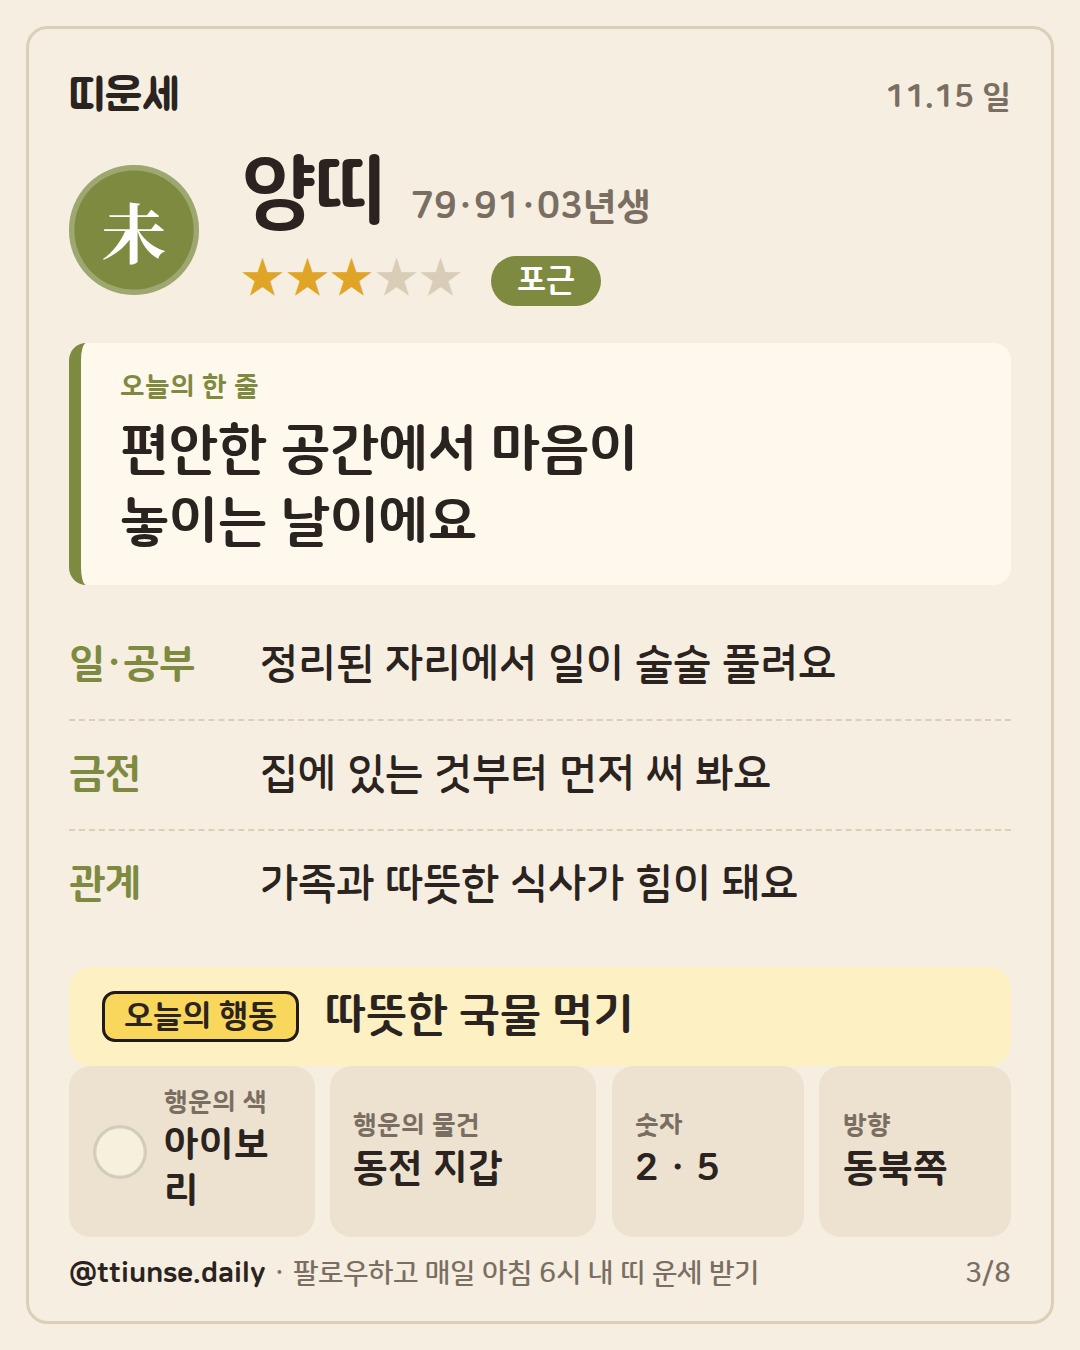 띠운세
11.15 일
未
양띠 79·91·03년생
★★★★★ 포근
오늘의 한 줄
편안한 공간에서 마음이
놓이는 날이에요
일·공부 정리된 자리에서 일이 술술 풀려요
금전 집에 있는 것부터 먼저 써 봐요
관계 가족과 따뜻한 식사가 힘이 돼요
오늘의 행동 따뜻한 국물 먹기
행운의 색
아이보
리
행운의 물건
동전 지갑
숫자
2 · 5
방향
동북쪽
@ttiunse.daily · 팔로우하고 매일 아침 6시 내 띠 운세 받기
3/8